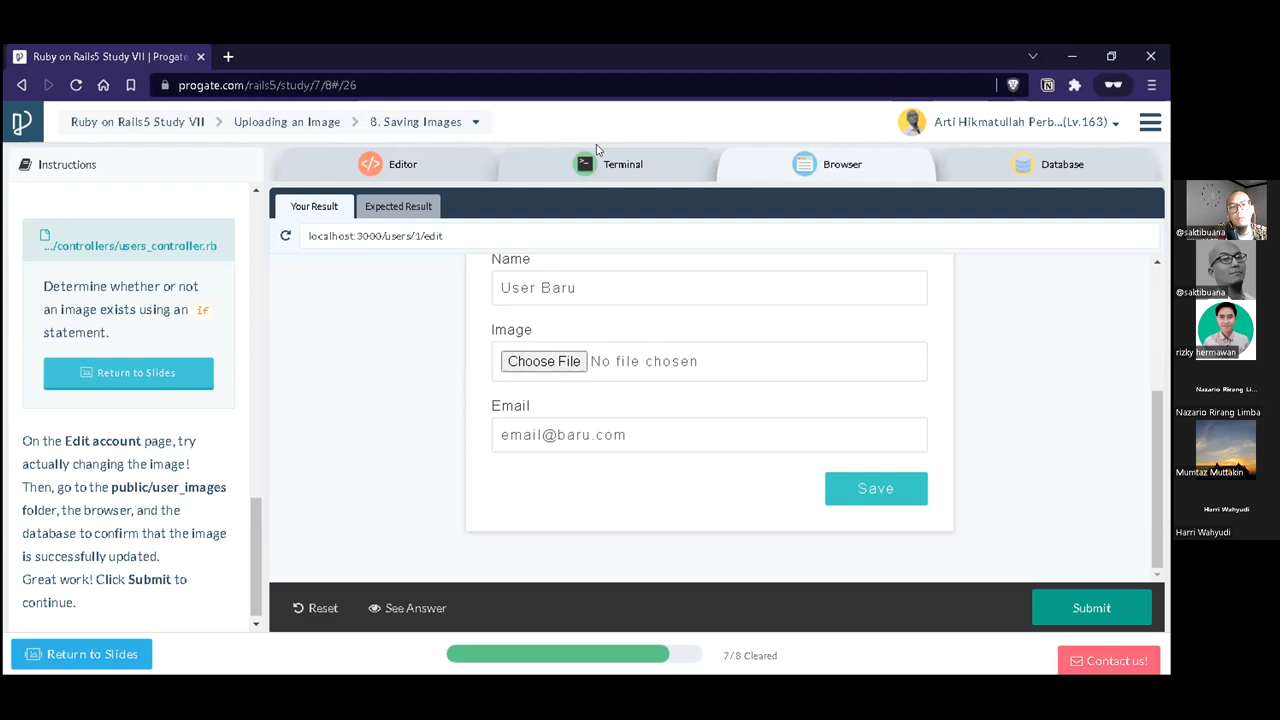 Ruby on Rails5 Study VII | Progate
progate.com/rails5/study/7/8#/26
Ruby on Rails5 Study VII
Uploading an Image
8. Saving Images
Arti Hikmatullah Perb...(Lv.163)
Instructions
Editor
Terminal
Browser
Database
.../controllers/users_controller.rb
Determine whether or not
an image exists using an if
statement.
Return to Slides
On the Edit account page, try
actually changing the image!
Then, go to the public/user_images
folder, the browser, and the
database to confirm that the image
is successfully updated.
Great work! Click Submit to
continue.
Your Result
Expected Result
localhost:3000/users/1/edit
Name
User Baru
Image
Choose File No file chosen
Email
email@baru.com
Save
Reset
See Answer
Submit
Return to Slides
7/8 Cleared
Contact us!
@saktibuana
@saktibuana
rizky hermawan
Nazario Rirang Li...
Nazario Rirang Limba
Mumtaz Muttakin
Harri Wahyudi
Harri Wahyudi